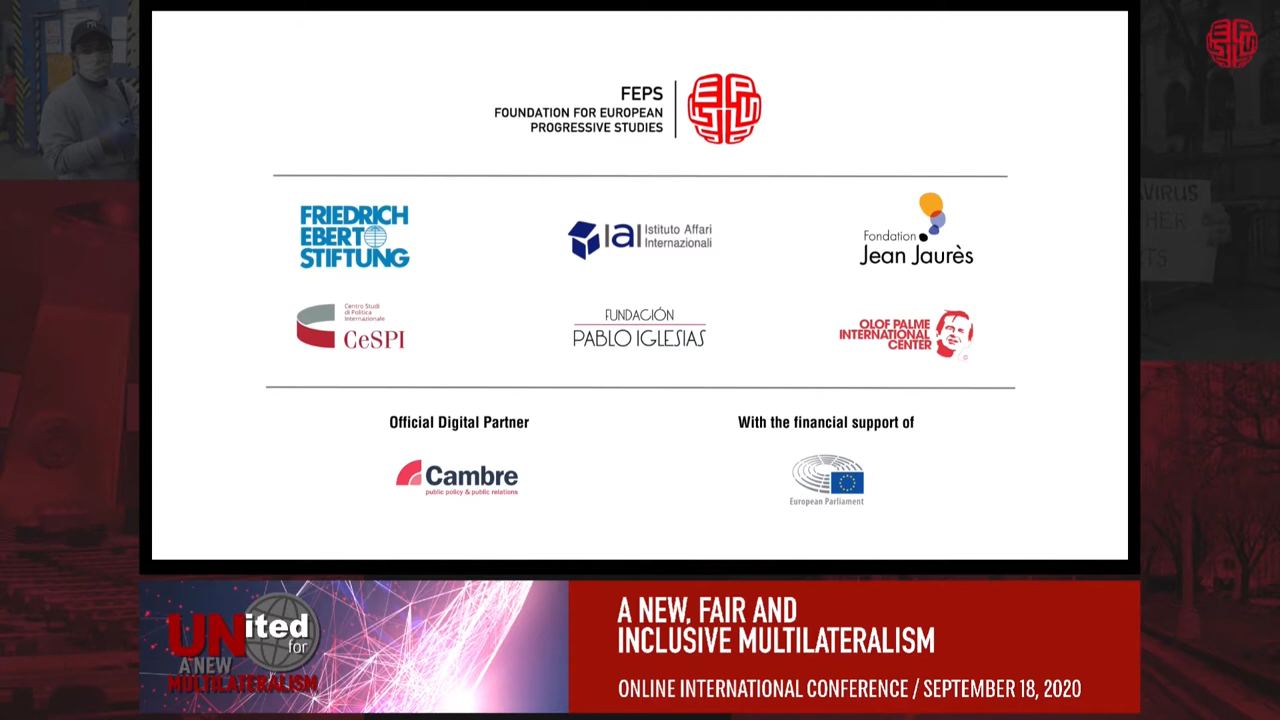 FEPS
FOUNDATION FOR EUROPEAN
PROGRESSIVE STUDIES
FRIEDRICH
EBERT
STIFTUNG
IAI Istituto Affari
Internazionali
Fondation
Jean Jaurès
Centro Studi
di Politica
Internazionale
CeSPI
FUNDACIÓN
PABLO IGLESIAS
OLOF PALME
INTERNATIONAL
CENTER
Official Digital Partner
With the financial support of
Cambre
public policy & public relations
European Parliament
UNited
for
A NEW
MULTILATERALISM
A NEW, FAIR AND
INCLUSIVE MULTILATERALISM
ONLINE INTERNATIONAL CONFERENCE / SEPTEMBER 18, 2020